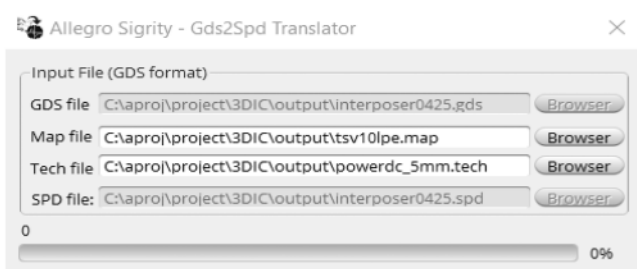 Allegro Sigrity - Gds2Spd Translator
Input File (GDS format)
GDS file C:\aproj\project\3DIC\output\interposer0425.gds Browser
Map file C:\aproj\project\3DIC\output\tsv10lpe.map Browser
Tech file C:\aproj\project\3DIC\output\powerdc_5mm.tech Browser
SPD file: C:\aproj\project\3DIC\output\interposer0425.spd Browser
0
0%